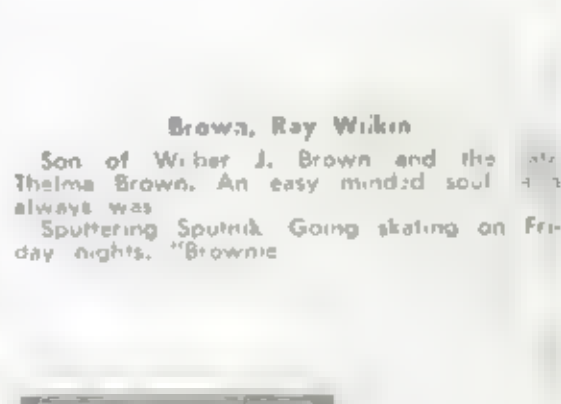 Brown, Ray Wilkin
Son of Wilber J. Brown and the late
Thelma Brown. An easy minded soul
always was
Sputtering Sputnik Going skating on Fri-
day nights. "Brownie